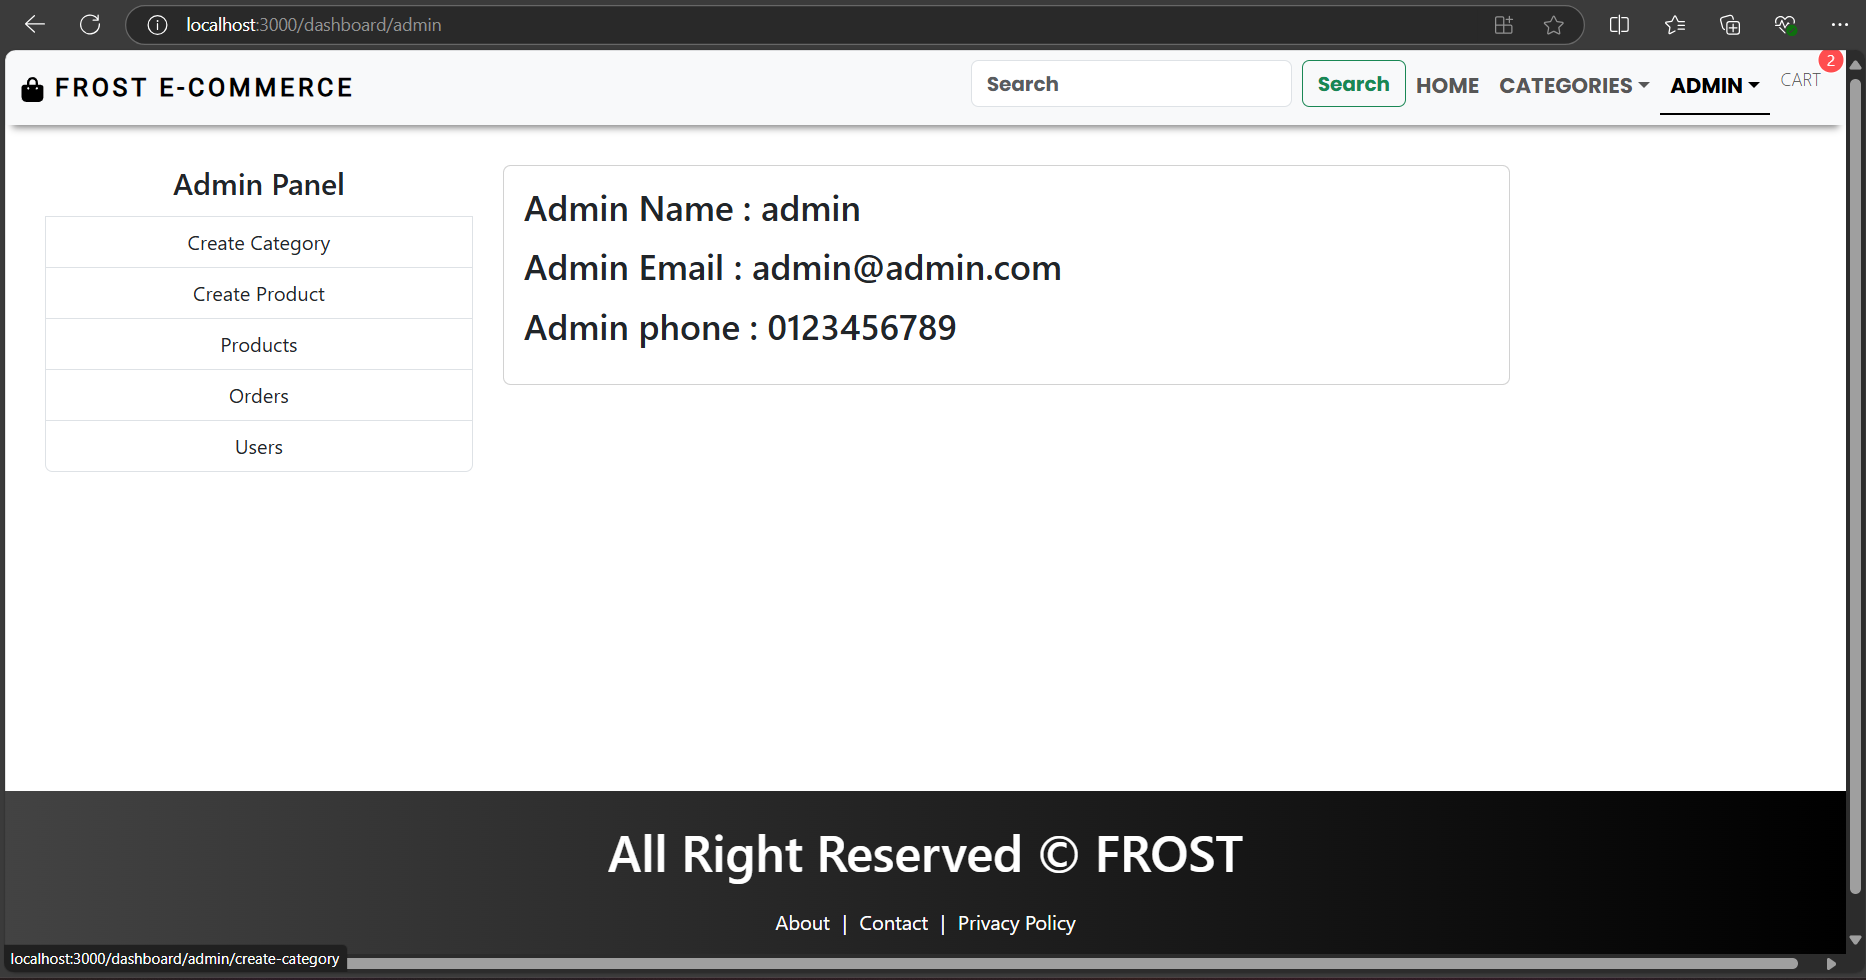 localhost:3000/dashboard/admin
FROST E-COMMERCE
Search
Search
HOME
CATEGORIES
ADMIN
CART
2
Admin Panel
Create Category
Create Product
Products
Orders
Users
Admin Name : admin
Admin Email : admin@admin.com
Admin phone : 0123456789
All Right Reserved © FROST
About | Contact | Privacy Policy
localhost:3000/dashboard/admin/create-category